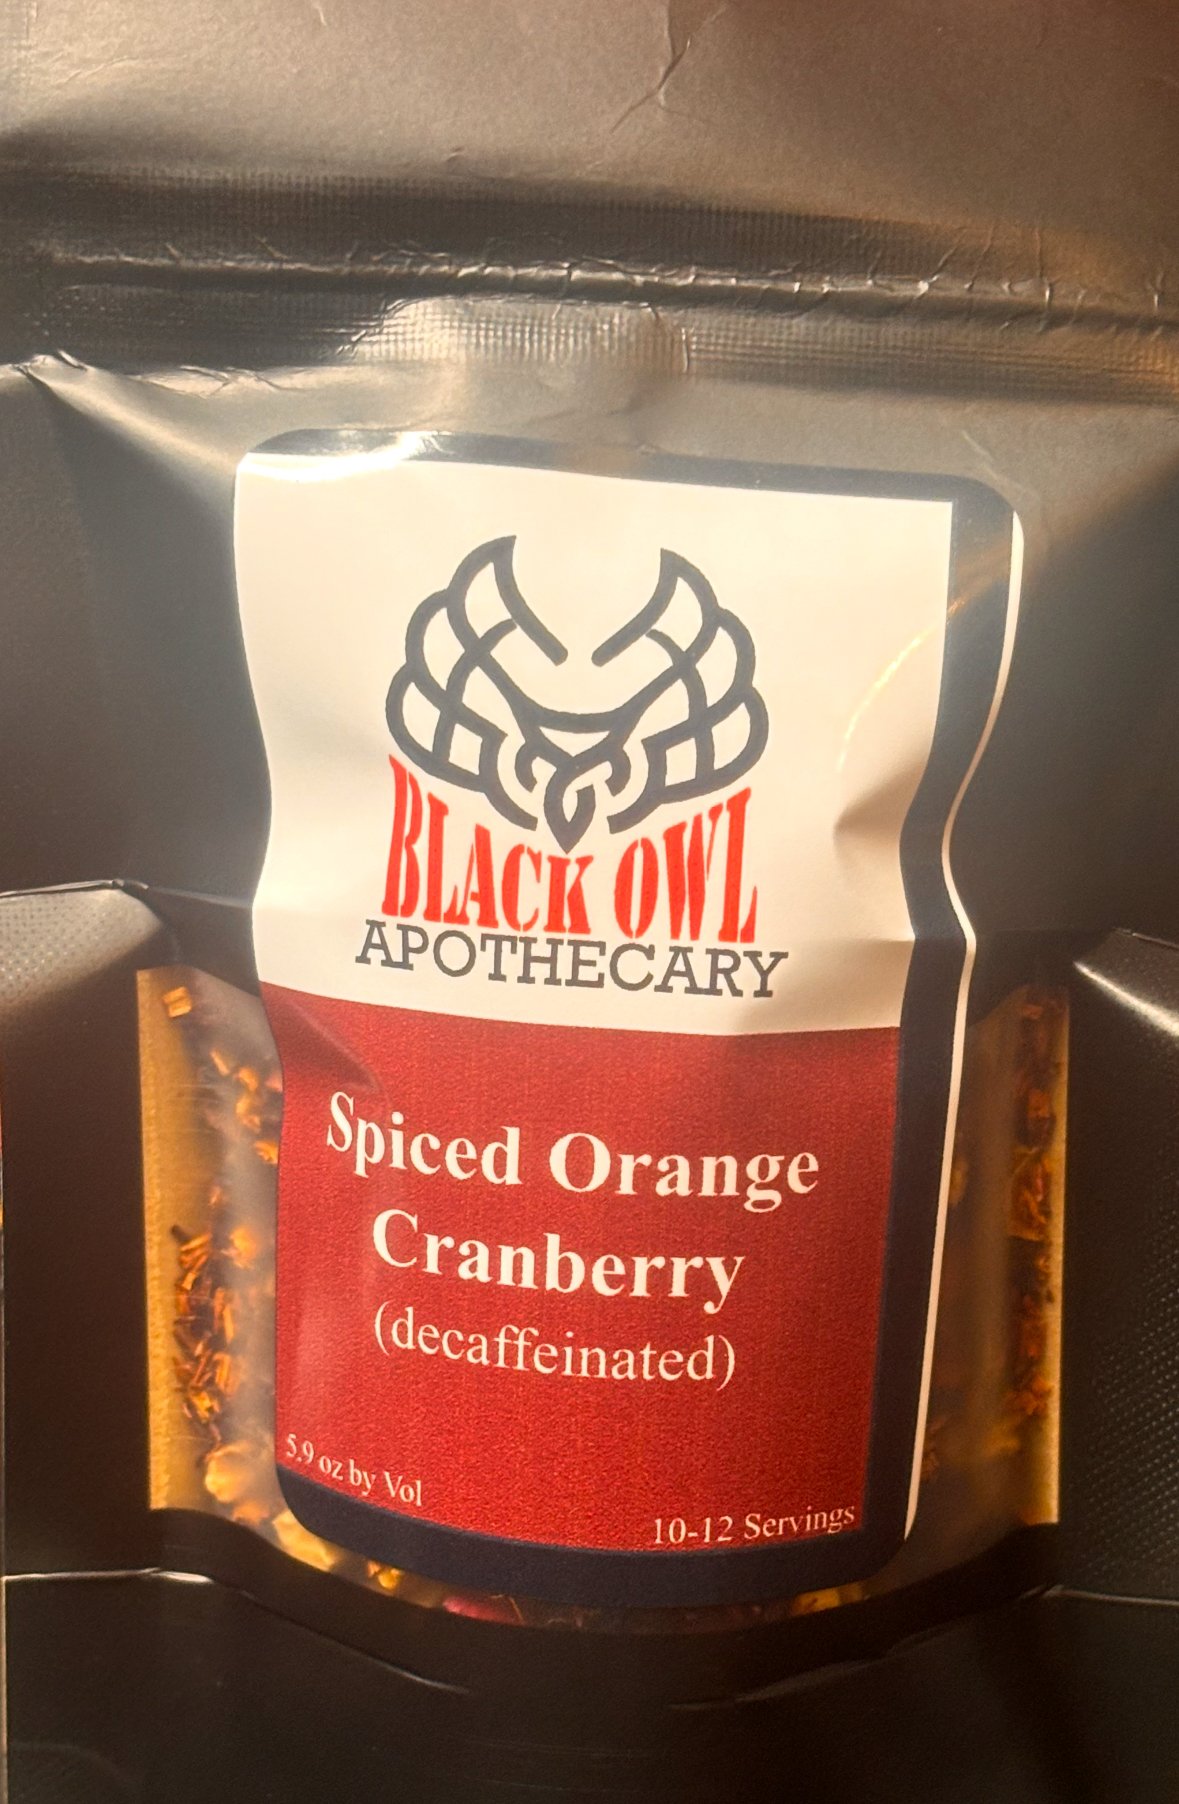 BLACK OWL
APOTHECARY
Spiced Orange
Cranberry
(decaffeinated)
5.9 oz by Vol
10-12 Servings